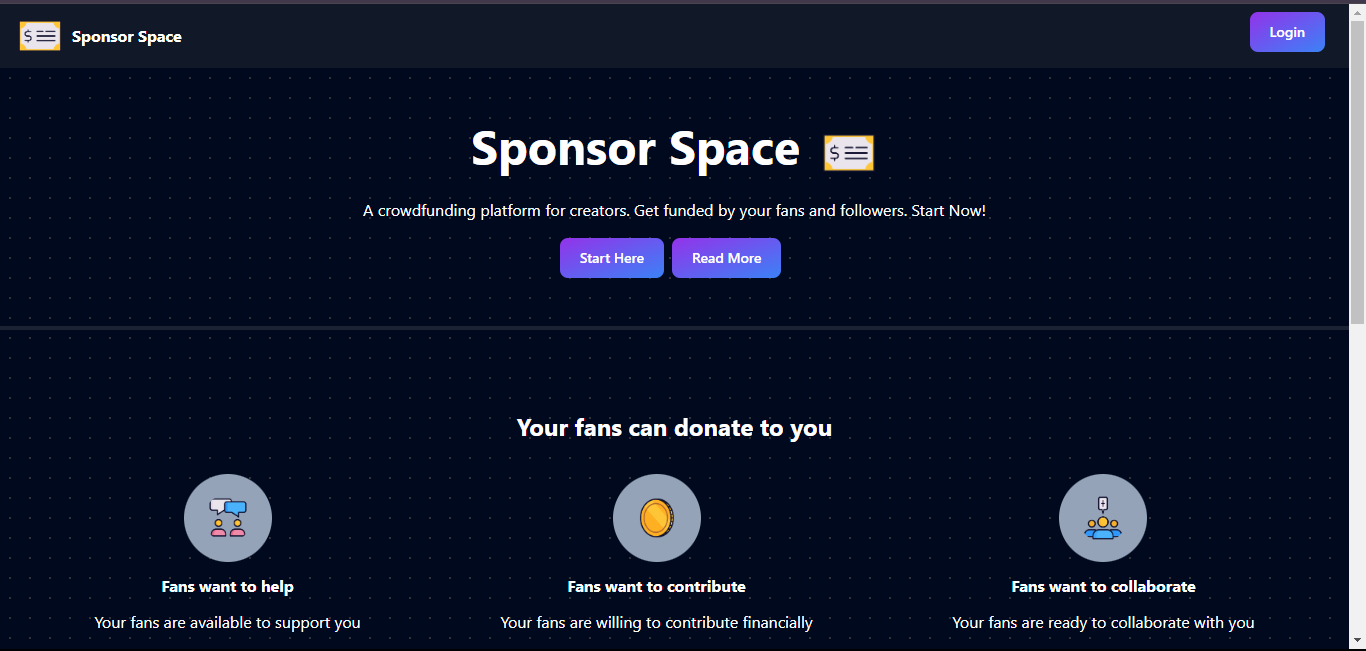 Sponsor Space
Login
Sponsor Space
A crowdfunding platform for creators. Get funded by your fans and followers. Start Now!
Start Here
Read More
Your fans can donate to you
Fans want to help
Your fans are available to support you
Fans want to contribute
Your fans are willing to contribute financially
Fans want to collaborate
Your fans are ready to collaborate with you